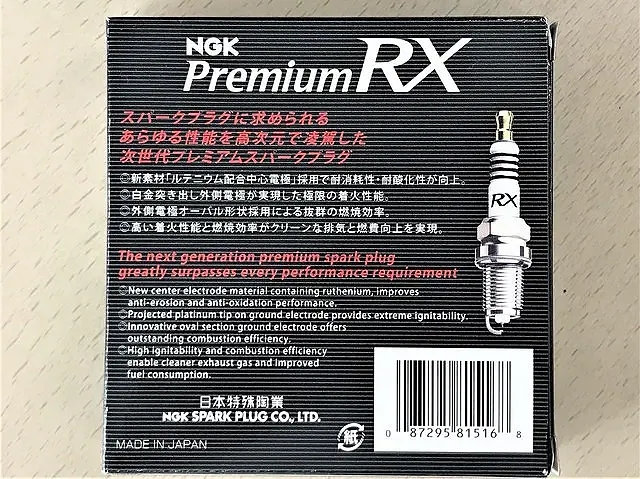 NGK
Premium RX
スパークプラグに求められる
あらゆる性能を高次元で凌駕した
次世代プレミアムスパークプラグ
◎新素材「ルテニウム配合中心電極」採用で耐消耗性・耐酸化性が向上。
◎白金突き出し外側電極が実現した極限の着火性能。
◎外側電極オーバル形状採用による抜群の燃焼効率。
◎高い着火性能と燃焼効率がクリーンな排気と燃費向上を実現。
RX
The next generation premium spark plug
greatly surpasses every performance requirement
◎New center electrode material containing ruthenium, improves
anti-erosion and anti-oxidation performance.
◎Projected platinum tip on ground electrode provides extreme ignitability.
◎Innovative oval section ground electrode offers
outstanding combustion efficiency.
◎High ignitability and combustion efficiency
enable cleaner exhaust gas and improved
fuel consumption.
日本特殊陶業
NGK SPARK PLUG CO., LTD.
MADE IN JAPAN
紙
0 87295 81516 8